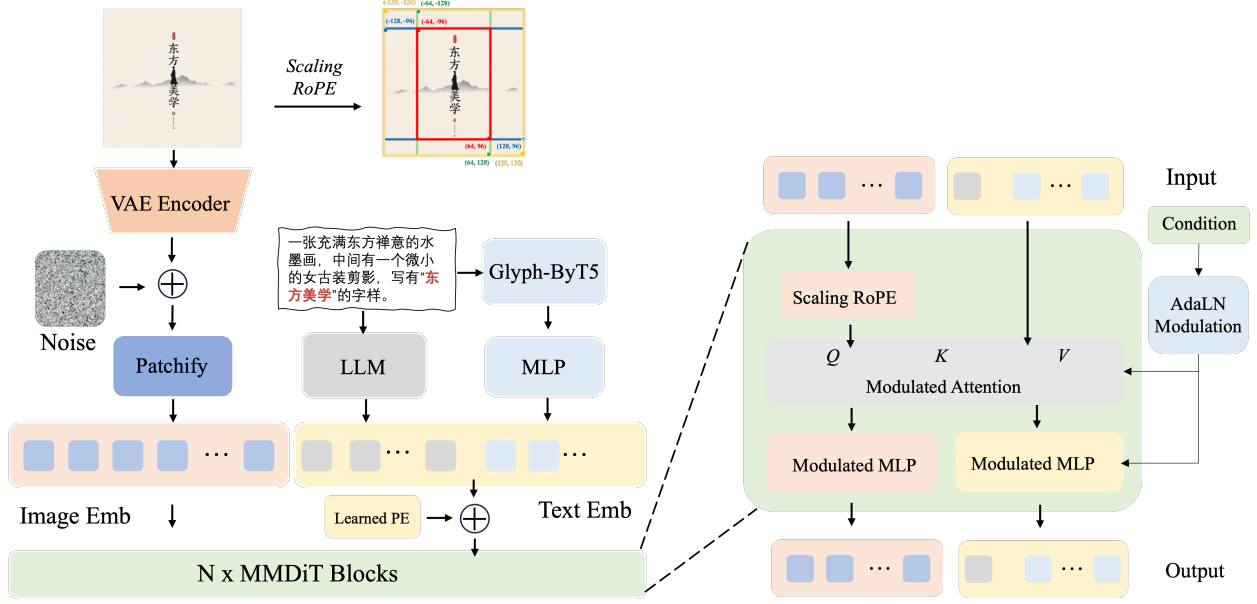 (-128, -128)
(-64, -128)
(-128, -96)
(-64, -96)
东方美学
Scaling
RoPE
东方美学
(64, 96)
(128, 96)
(64, 128)
(128, 128)
VAE Encoder
Noise
Patchify
一张充满东方禅意的水
墨画，中间有一个微小
的女古装剪影，写有“东
方美学”的字样。
Glyph-ByT5
LLM
MLP
...
...
...
Image Emb
Learned PE
Text Emb
N x MMDiT Blocks
...
...
Input
Condition
Scaling RoPE
AdaLN
Modulation
Q K V
Modulated Attention
Modulated MLP
Modulated MLP
...
...
Output